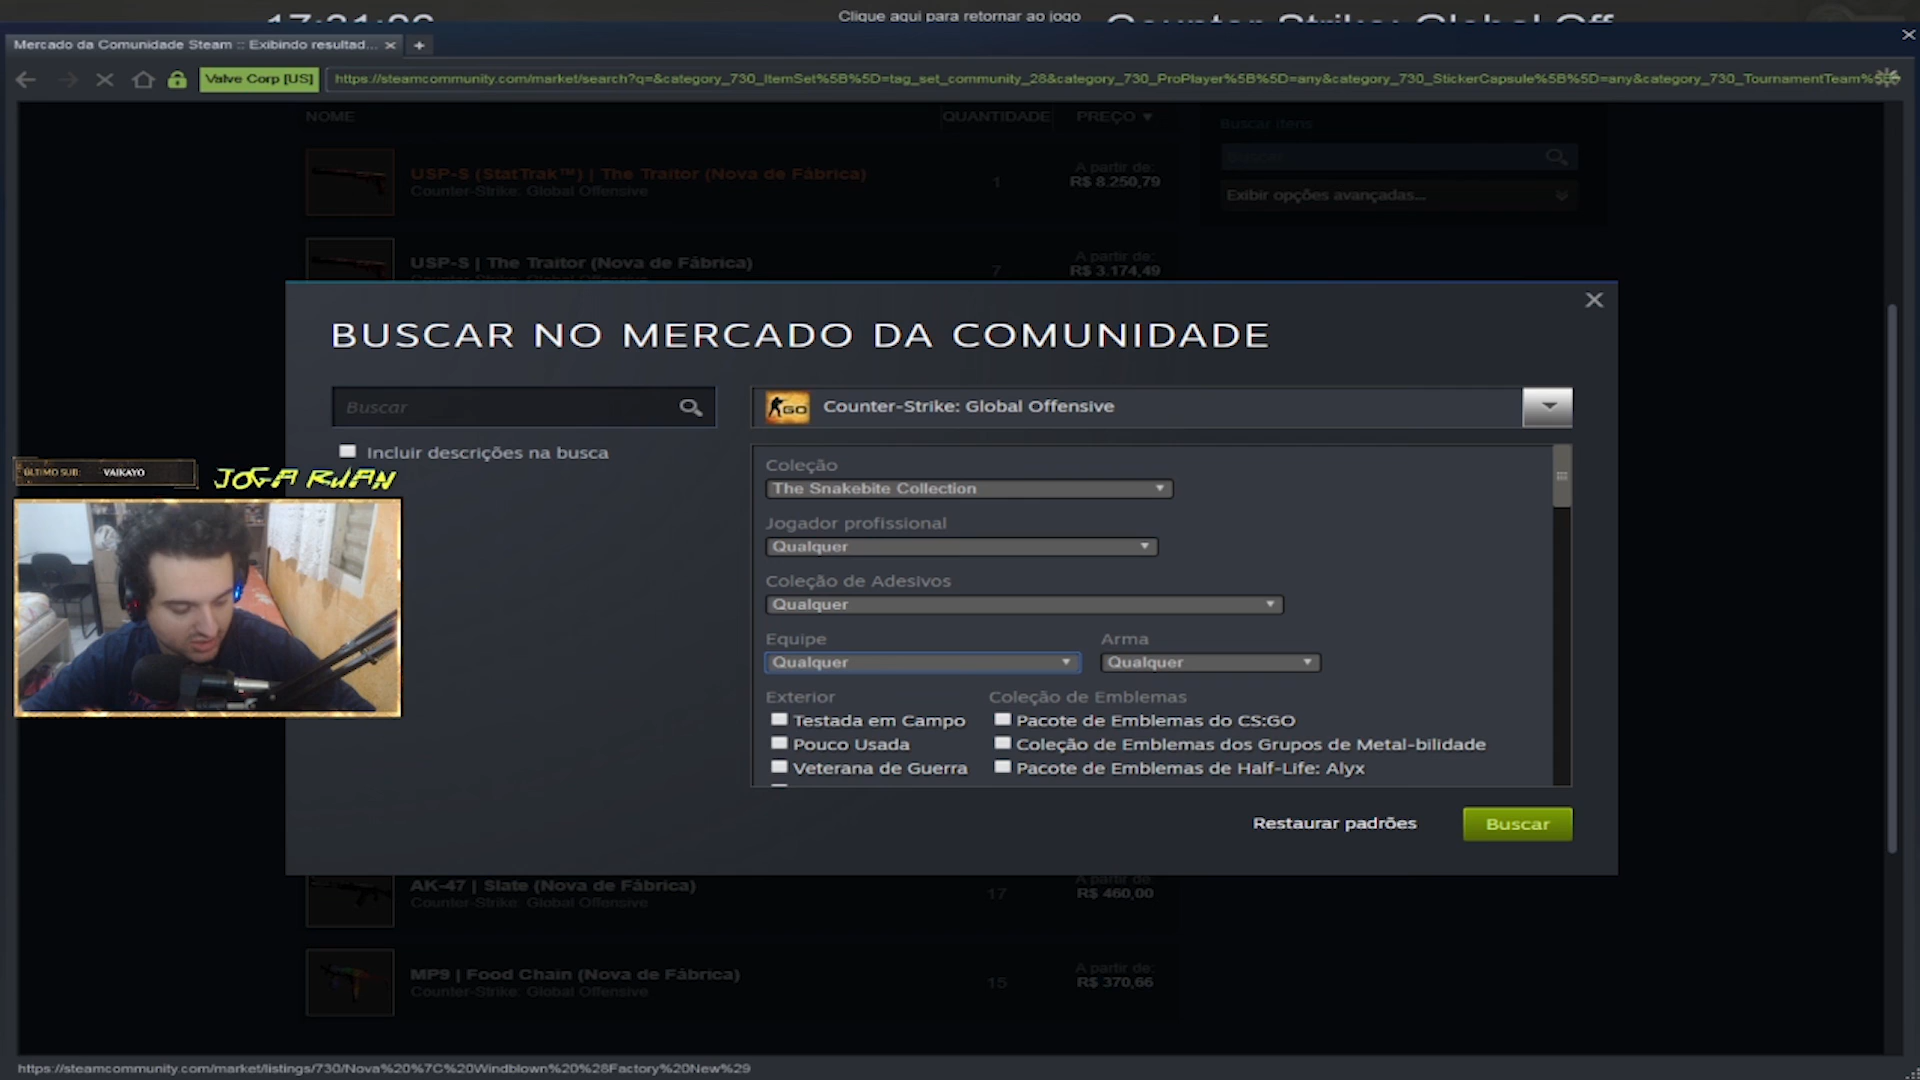 Clique aqui para retornar ao jogo
Mercado da Comunidade Steam :: Exibindo resultad...
Valve Corp [US]
https://steamcommunity.com/market/search?q=&category_730_ItemSet%5B%5D=tag_set_community_28&category_730_ProPlayer%5B%5D=any&category_730_StickerCapsule%5B%5D=any&category_730_TournamentTeam%5B
NOME
QUANTIDADE
PREÇO ▼
Buscar itens
Buscar
Exibir opções avançadas...
USP-S (StatTrak™) | The Traitor (Nova de Fábrica)
Counter-Strike: Global Offensive
1
A partir de:
R$ 8.250,79
USP-S | The Traitor (Nova de Fábrica)
7
A partir de:
R$ 3.174,49
BUSCAR NO MERCADO DA COMUNIDADE
Buscar
Incluir descrições na busca
GO
Counter-Strike: Global Offensive
Coleção
The Snakebite Collection
Jogador profissional
Qualquer
Coleção de Adesivos
Qualquer
Equipe
Qualquer
Arma
Qualquer
Exterior
Testada em Campo
Pouco Usada
Veterana de Guerra
Coleção de Emblemas
Pacote de Emblemas do CS:GO
Coleção de Emblemas dos Grupos de Metal-bilidade
Pacote de Emblemas de Half-Life: Alyx
Restaurar padrões
Buscar
ÚLTIMO SUB: VAIKAYO
JOGA RUAN
AK-47 | Slate (Nova de Fábrica)
Counter-Strike: Global Offensive
17
A partir de:
R$ 460,00
MP9 | Food Chain (Nova de Fábrica)
Counter-Strike: Global Offensive
15
A partir de:
R$ 370,66
https://steamcommunity.com/market/listings/730/Nova%20%7C%20Windblown%20%28Factory%20New%29